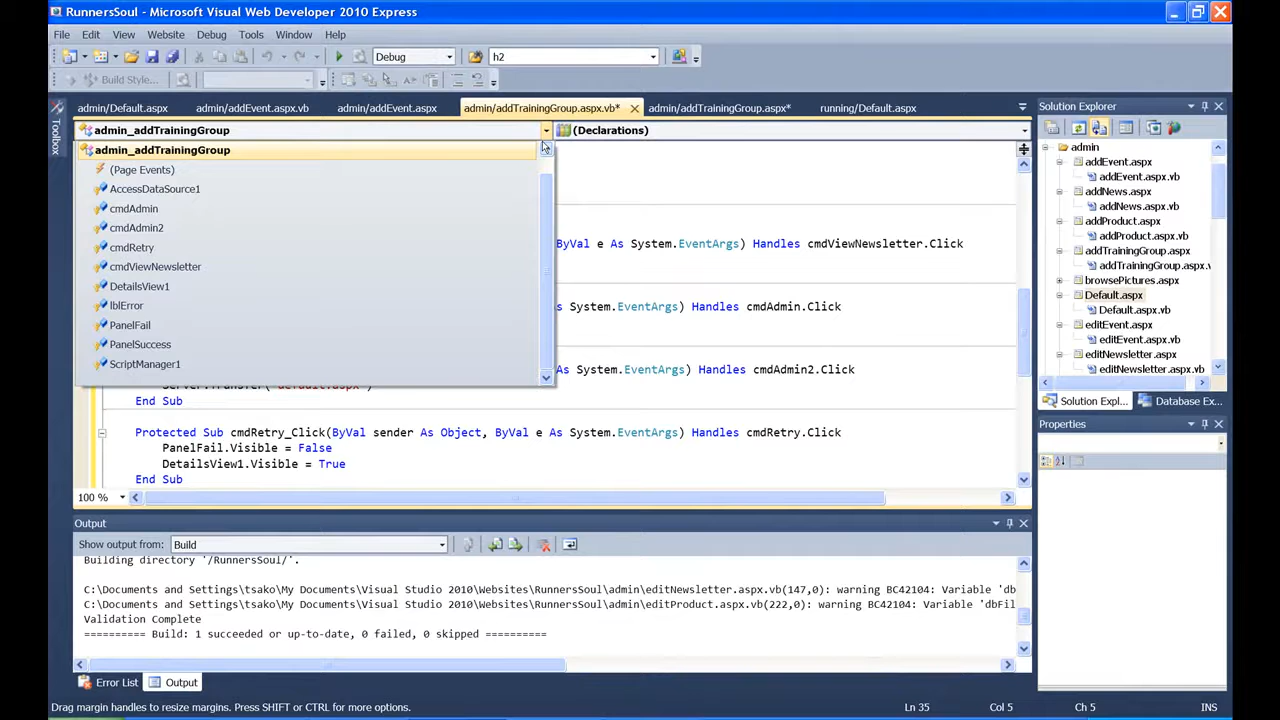 RunnersSoul - Microsoft Visual Web Developer 2010 Express
File Edit View Website Debug Tools Window Help
Debug h2
Build Style...
admin/Default.aspx admin/addEvent.aspx.vb admin/addEvent.aspx admin/addTrainingGroup.aspx.vb* admin/addTrainingGroup.aspx* running/Default.aspx
admin_addTrainingGroup (Declarations)
admin_addTrainingGroup
(Page Events)
AccessDataSource1
cmdAdmin
cmdAdmin2
cmdRetry
cmdViewNewsletter
DetailsView1
lblError
PanelFail
PanelSuccess
ScriptManager1
ByVal e As System.EventArgs) Handles cmdViewNewsletter.Click
s System.EventArgs) Handles cmdAdmin.Click
s System.EventArgs) Handles cmdAdmin2.Click
Server.Transfer("default.aspx")
End Sub
Protected Sub cmdRetry_Click(ByVal sender As Object, ByVal e As System.EventArgs) Handles cmdRetry.Click
PanelFail.Visible = False
DetailsView1.Visible = True
End Sub
100 %
Output
Show output from: Build
Building directory '/RunnersSoul/'.
C:\Documents and Settings\tsako\My Documents\Visual Studio 2010\Websites\RunnersSoul\admin\editNewsletter.aspx.vb(147,0): warning BC42104: Variable 'db
C:\Documents and Settings\tsako\My Documents\Visual Studio 2010\Websites\RunnersSoul\admin\editProduct.aspx.vb(222,0): warning BC42104: Variable 'dbFil
Validation Complete
========== Build: 1 succeeded or up-to-date, 0 failed, 0 skipped ==========
Error List Output
Drag margin handles to resize margins. Press SHIFT or CTRL for more options. Ln 35 Col 5 Ch 5 INS
Toolbox
Solution Explorer
admin
addEvent.aspx
addEvent.aspx.vb
addNews.aspx
addNews.aspx.vb
addProduct.aspx
addProduct.aspx.vb
addTrainingGroup.aspx
addTrainingGroup.aspx.v
browsePictures.aspx
Default.aspx
Default.aspx.vb
editEvent.aspx
editEvent.aspx.vb
editNewsletter.aspx
editNewsletter.aspx.vb
Solution Expl... Database Ex...
Properties